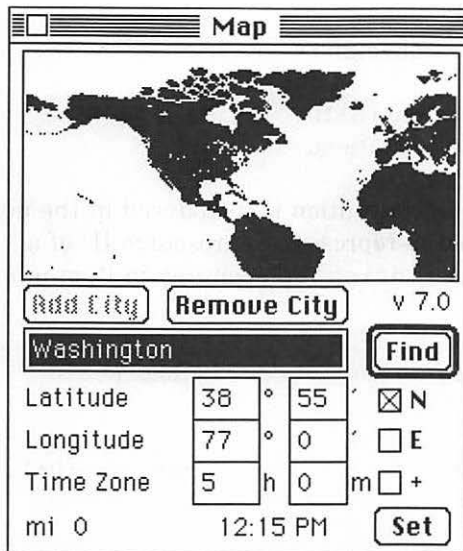 Map
Add City Remove City v 7.0
Washington Find
Latitude 38 ° 55 ´ N
Longitude 77 ° 0 ´ E
Time Zone 5 h 0 m +
mi 0 12:15 PM Set